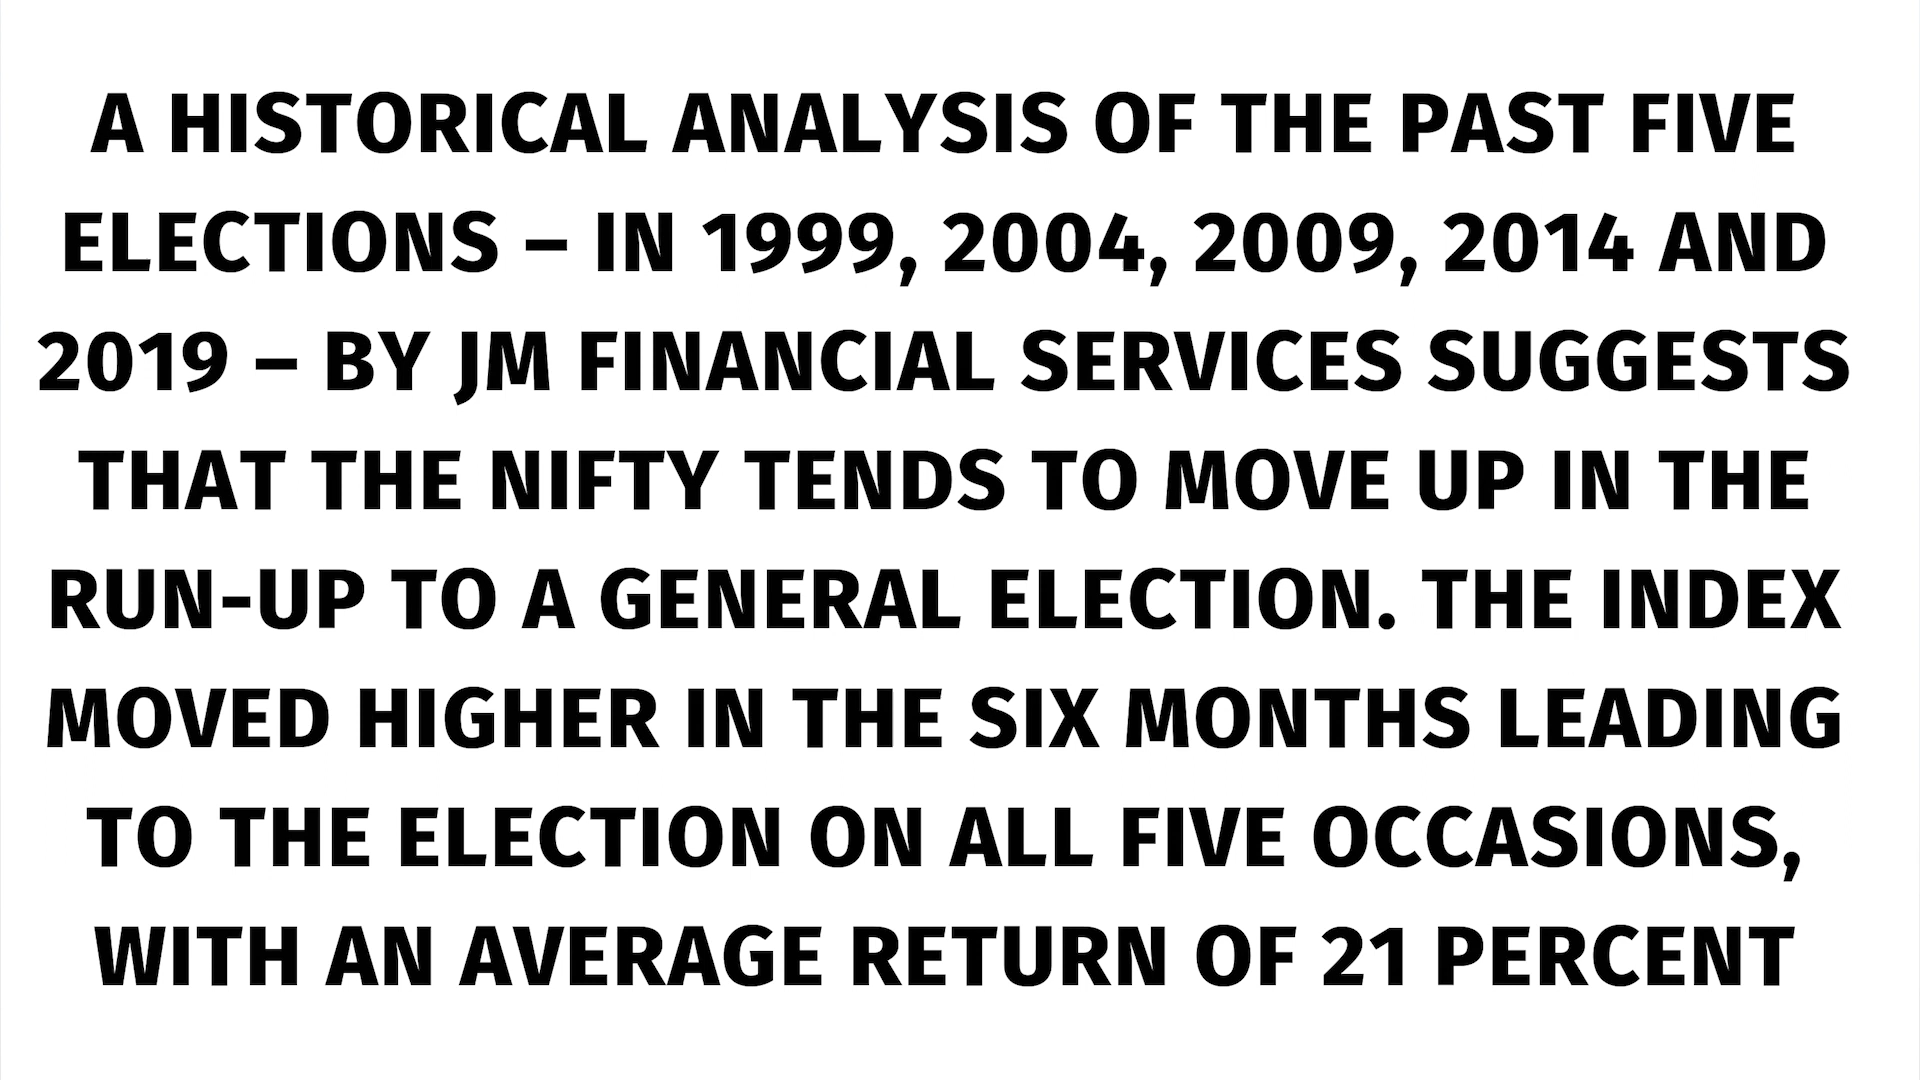 A HISTORICAL ANALYSIS OF THE PAST FIVE
ELECTIONS – IN 1999, 2004, 2009, 2014 AND
2019 – BY JM FINANCIAL SERVICES SUGGESTS
THAT THE NIFTY TENDS TO MOVE UP IN THE
RUN-UP TO A GENERAL ELECTION. THE INDEX
MOVED HIGHER IN THE SIX MONTHS LEADING
TO THE ELECTION ON ALL FIVE OCCASIONS,
WITH AN AVERAGE RETURN OF 21 PERCENT